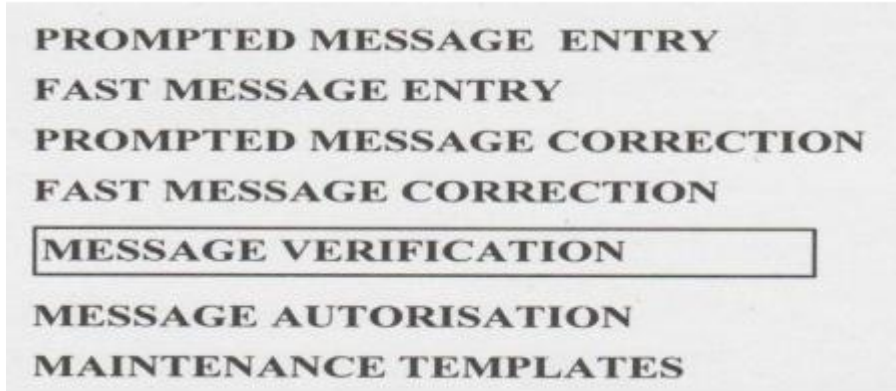 PROMPTED MESSAGE ENTRY
FAST MESSAGE ENTRY
PROMPTED MESSAGE CORRECTION
FAST MESSAGE CORRECTION
MESSAGE VERIFICATION
MESSAGE AUTORISATION
MAINTENANCE TEMPLATES